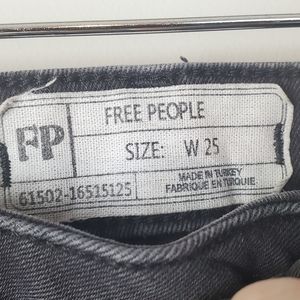 FP
FREE PEOPLE
SIZE: W 25
61502-16515125
MADE IN TURKEY
FABRIQUE EN TURQUIE